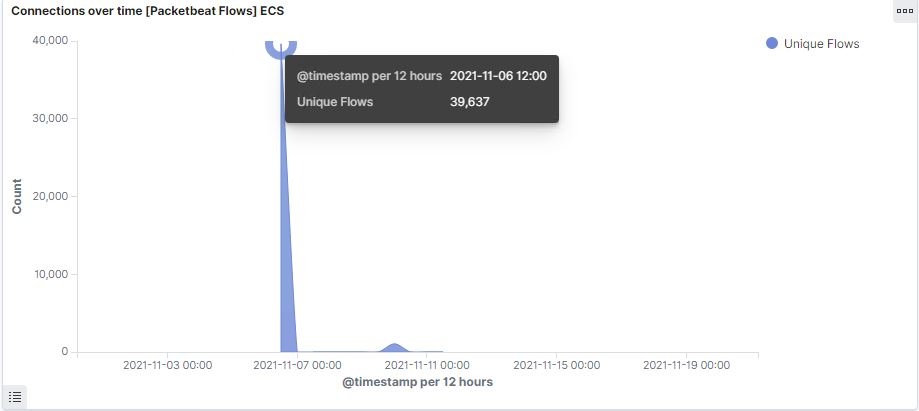 Connections over time [Packetbeat Flows] ECS
40,000
Unique Flows
@timestamp per 12 hours 2021-11-06 12:00
Unique Flows 39,637
30,000
20,000
10,000
0
Count
2021-11-03 00:00 2021-11-07 00:00 2021-11-11 00:00 2021-11-15 00:00 2021-11-19 00:00
@timestamp per 12 hours